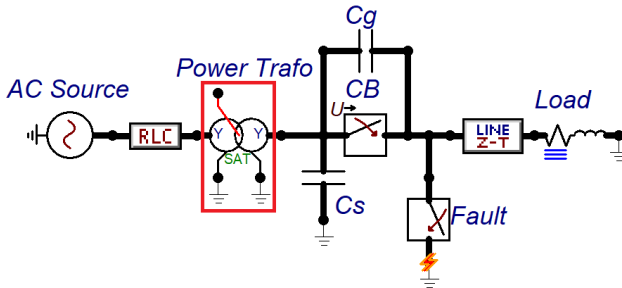 Cg
Power Trafo
AC Source
CB
U
Load
RLC
Y Y
SAT
LINE
Z-T
Cs
Fault